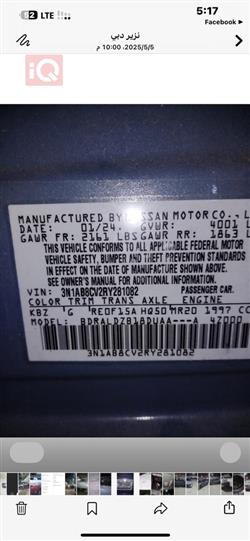 5:17
52 LTE
Facebook
نزير دبي
2025/5/5، 10:00 م
iQ
MANUFACTURED BY NISSAN MOTOR CO., L
DATE: 01/24 GVWR: 4001
GAWR FR: 2161 LBS GAWR RR: 1863 L
THIS VEHICLE CONFORMS TO ALL APPLICABLE FEDERAL MOTOR
VEHICLE SAFETY, BUMPER AND THEFT PREVENTION STANDARDS
IN EFFECT ON THE DATE OF MANUFACTURE SHOWN ABOVE.
SEE OWNER'S MANUAL FOR ADDITIONAL INFORMATION.
VIN: 3N1AB8CV2RY281082 PASSENGER CAR.
COLOR TRIM TRANS AXLE ENGINE
KBZ G RE0F15A HQ50 MR20 1997 CC
MODEL BDRALDZB18DUAA---A 47000
3N1AB8CV2RY281082